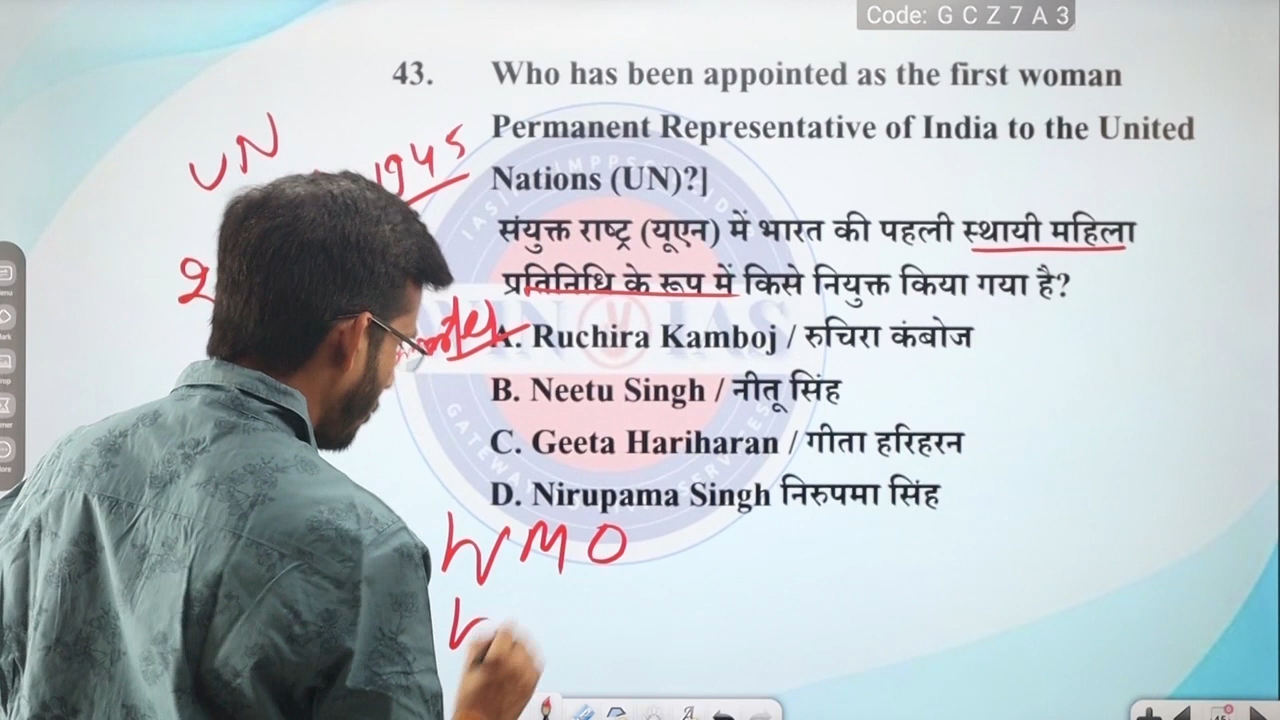 Code: G C Z 7 A 3
43. Who has been appointed as the first woman
Permanent Representative of India to the United
Nations (UN)?]
संयुक्त राष्ट्र (यूएन) में भारत की पहली स्थायी महिला
प्रतिनिधि के रूप में किसे नियुक्त किया गया है?
A. Ruchira Kamboj / रुचिरा कंबोज
B. Neetu Singh / नीतू सिंह
C. Geeta Hariharan / गीता हरिहरन
D. Nirupama Singh निरुपमा सिंह
UN
1945
WMO